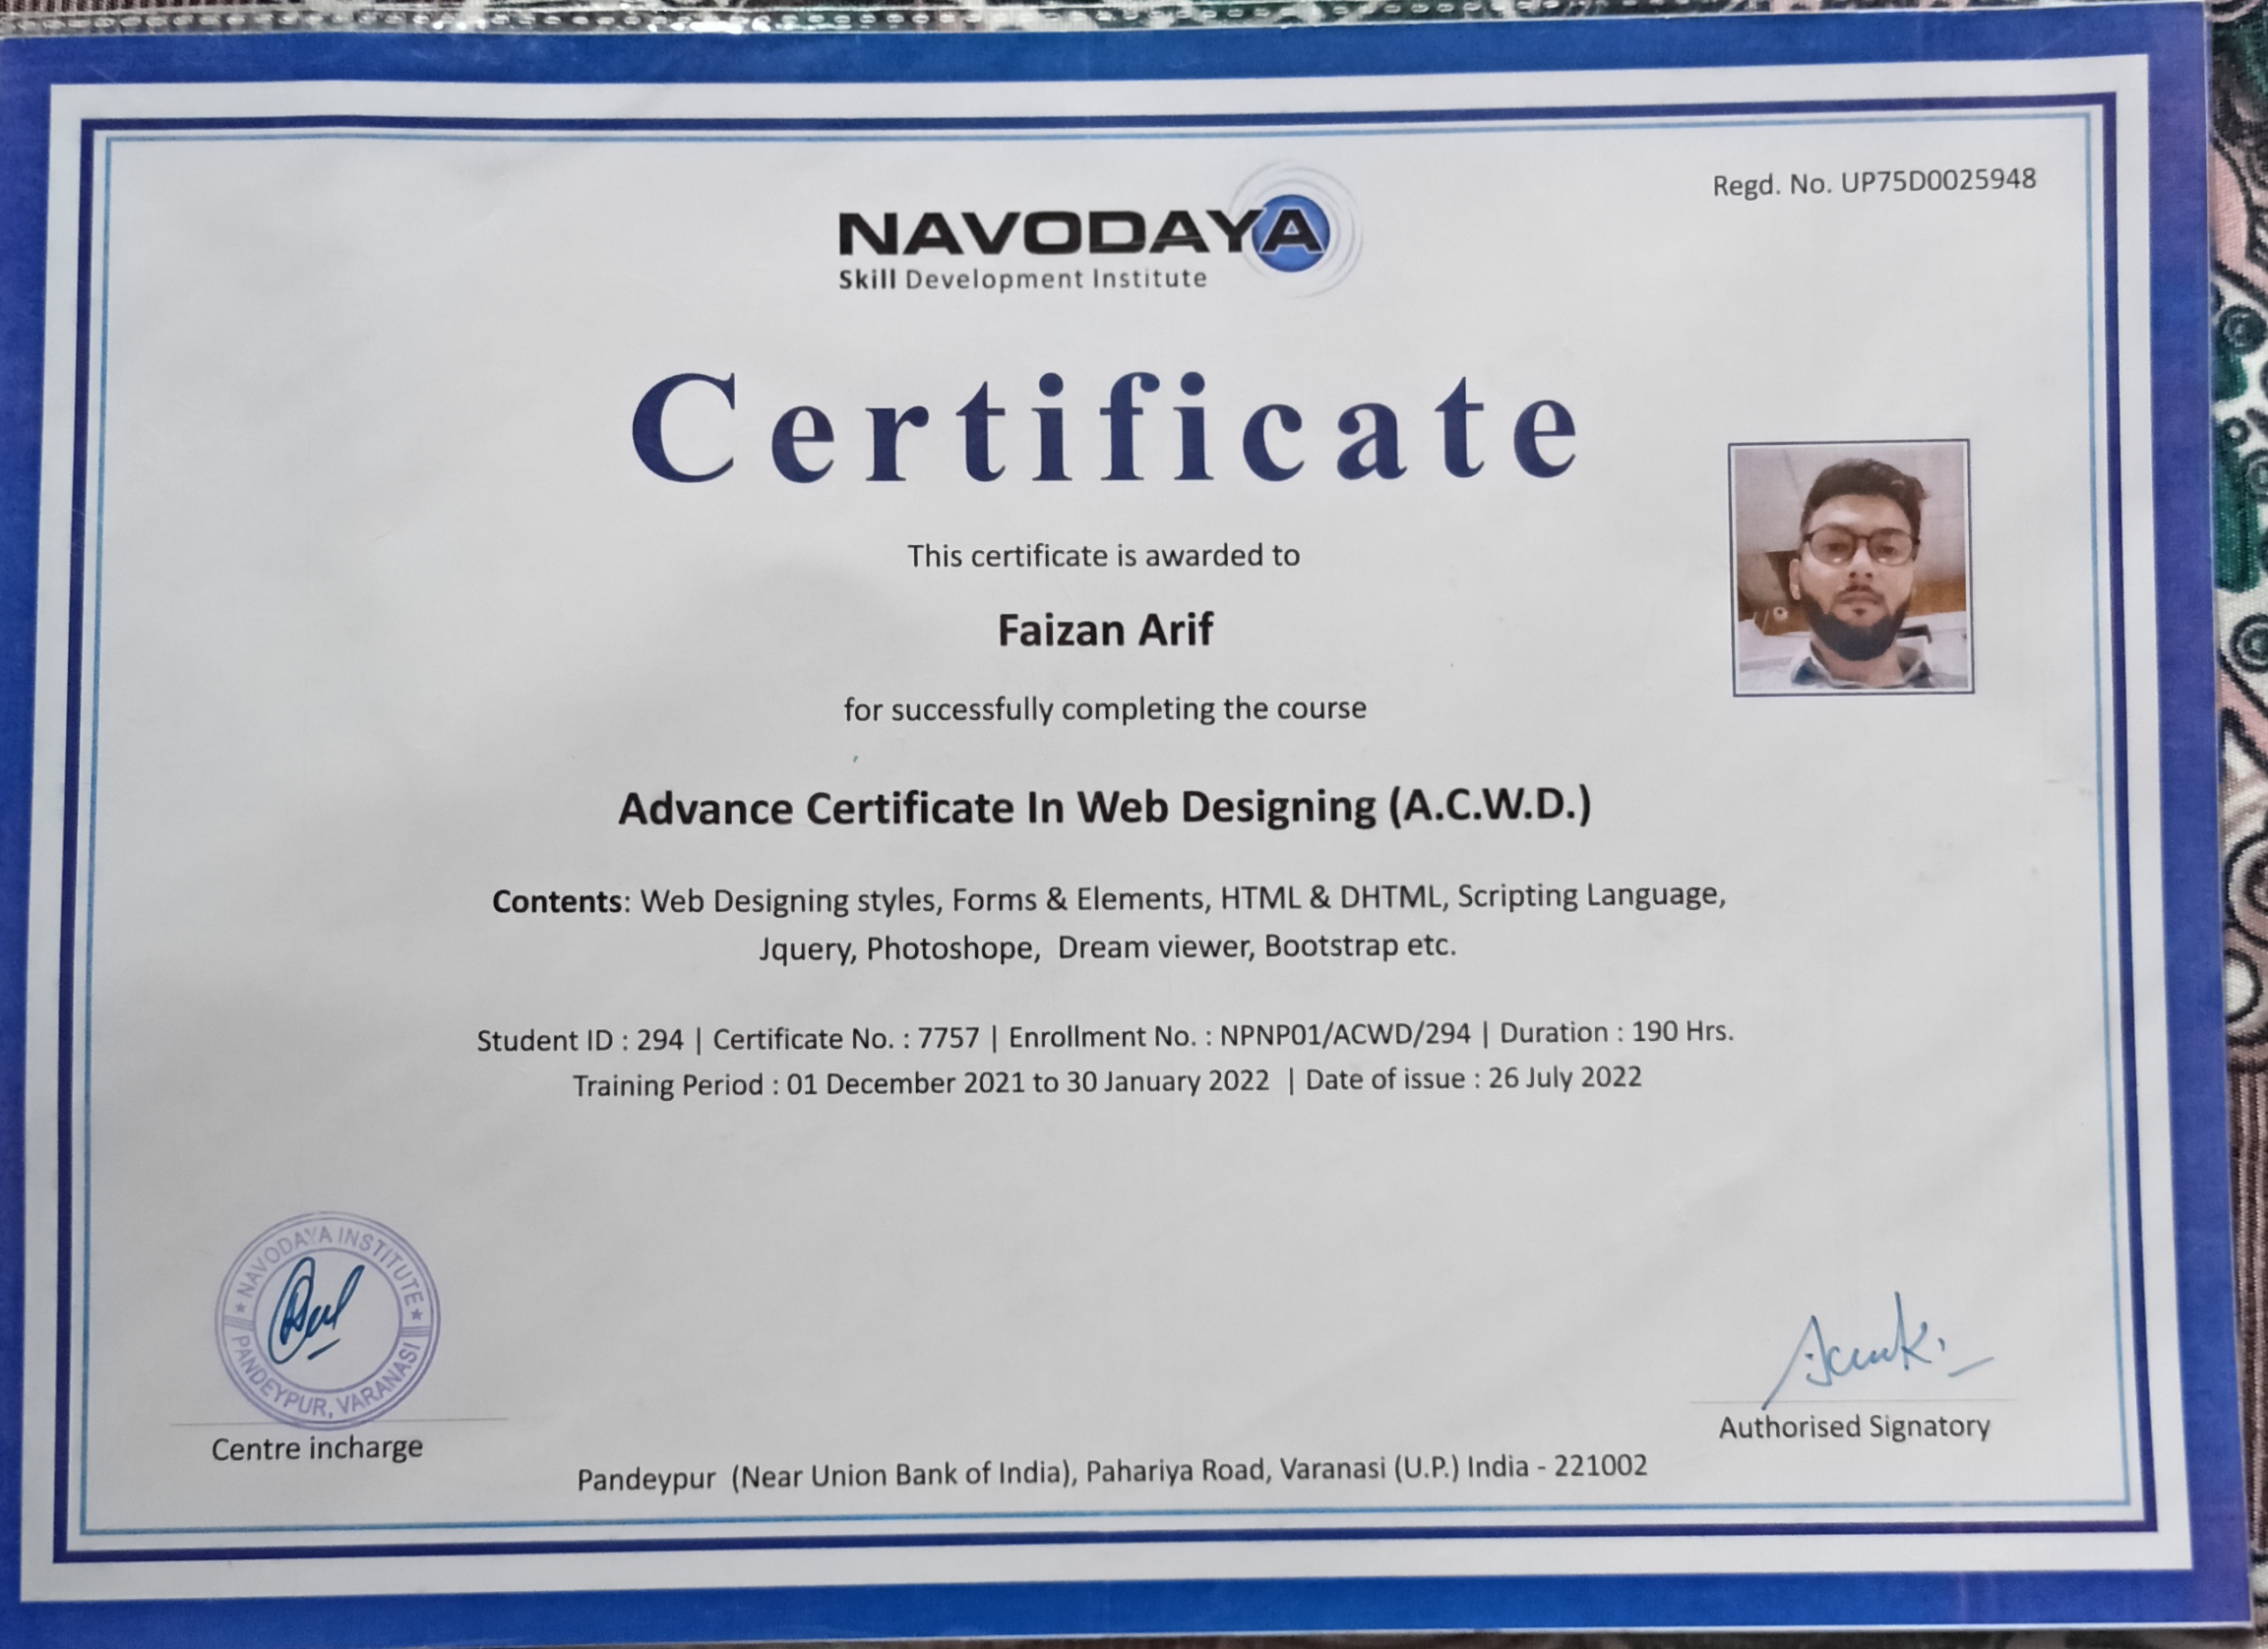 Regd. No. UP75D0025948
NAVODAYA
Skill Development Institute
Certificate
This certificate is awarded to
Faizan Arif
for successfully completing the course
Advance Certificate In Web Designing (A.C.W.D.)
Contents: Web Designing styles, Forms & Elements, HTML & DHTML, Scripting Language,
Jquery, Photoshope, Dream viewer, Bootstrap etc.
Student ID : 294 | Certificate No. : 7757 | Enrollment No. : NPNP01/ACWD/294 | Duration : 190 Hrs.
Training Period : 01 December 2021 to 30 January 2022 | Date of issue : 26 July 2022
NAVODAYA INSTITUTE
PANDEYPUR, VARANASI
Centre incharge
Authorised Signatory
Pandeypur (Near Union Bank of India), Pahariya Road, Varanasi (U.P.) India - 221002